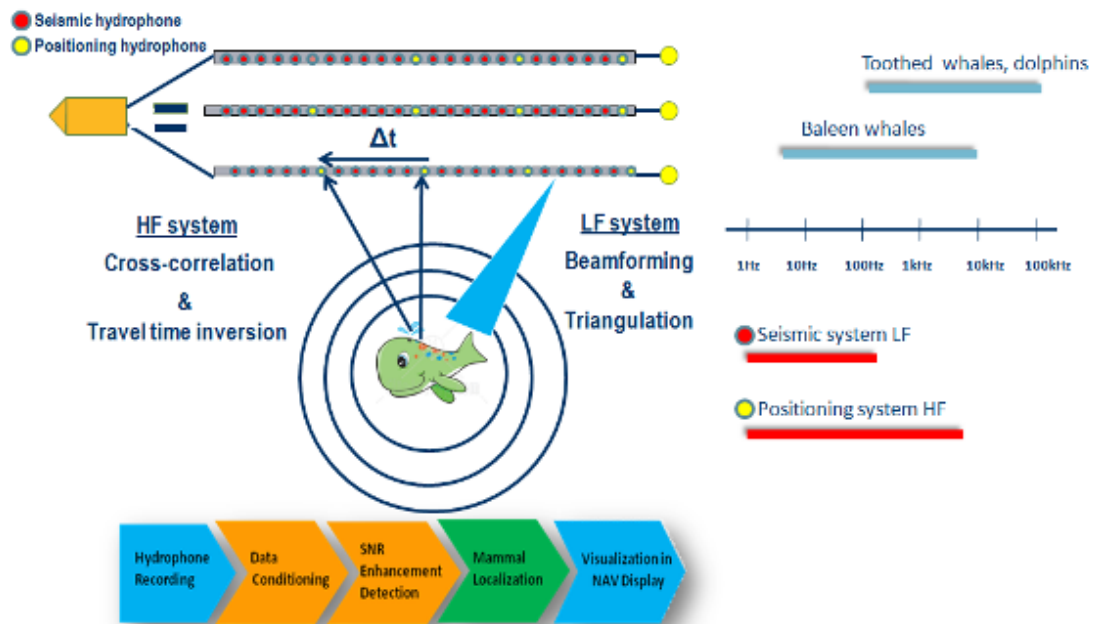 Seismic hydrophone
Positioning hydrophone
Δt
HF system
Cross-correlation
&
Travel time inversion
LF system
Beamforming
&
Triangulation
Toothed whales, dolphins
Baleen whales
1Hz 10Hz 100Hz 1kHz 10kHz 100kHz
Seismic system LF
Positioning system HF
Hydrophone
Recording
Data
Conditioning
SNR
Enhancement
Detection
Mammal
Localization
Visualization in
NAV Display